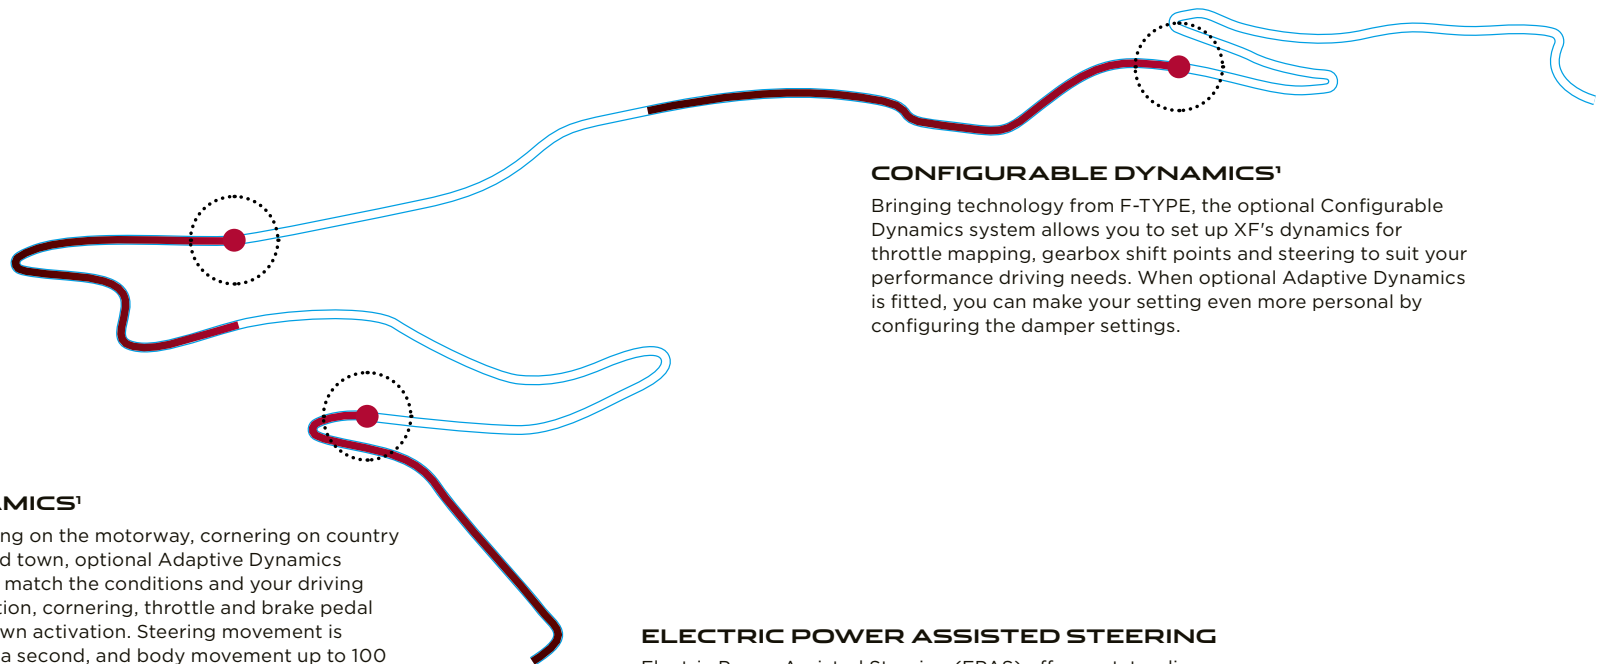 CONFIGURABLE DYNAMICS¹
Bringing technology from F-TYPE, the optional Configurable
Dynamics system allows you to set up XF's dynamics for
throttle mapping, gearbox shift points and steering to suit your
performance driving needs. When optional Adaptive Dynamics
is fitted, you can make your setting even more personal by
configuring the damper settings.
on the motorway, cornering on country
town, optional Adaptive Dynamics
match the conditions and your driving
cornering, throttle and brake pedal
activation. Steering movement is
a second, and body movement up to 100
ELECTRIC POWER ASSISTED STEERING